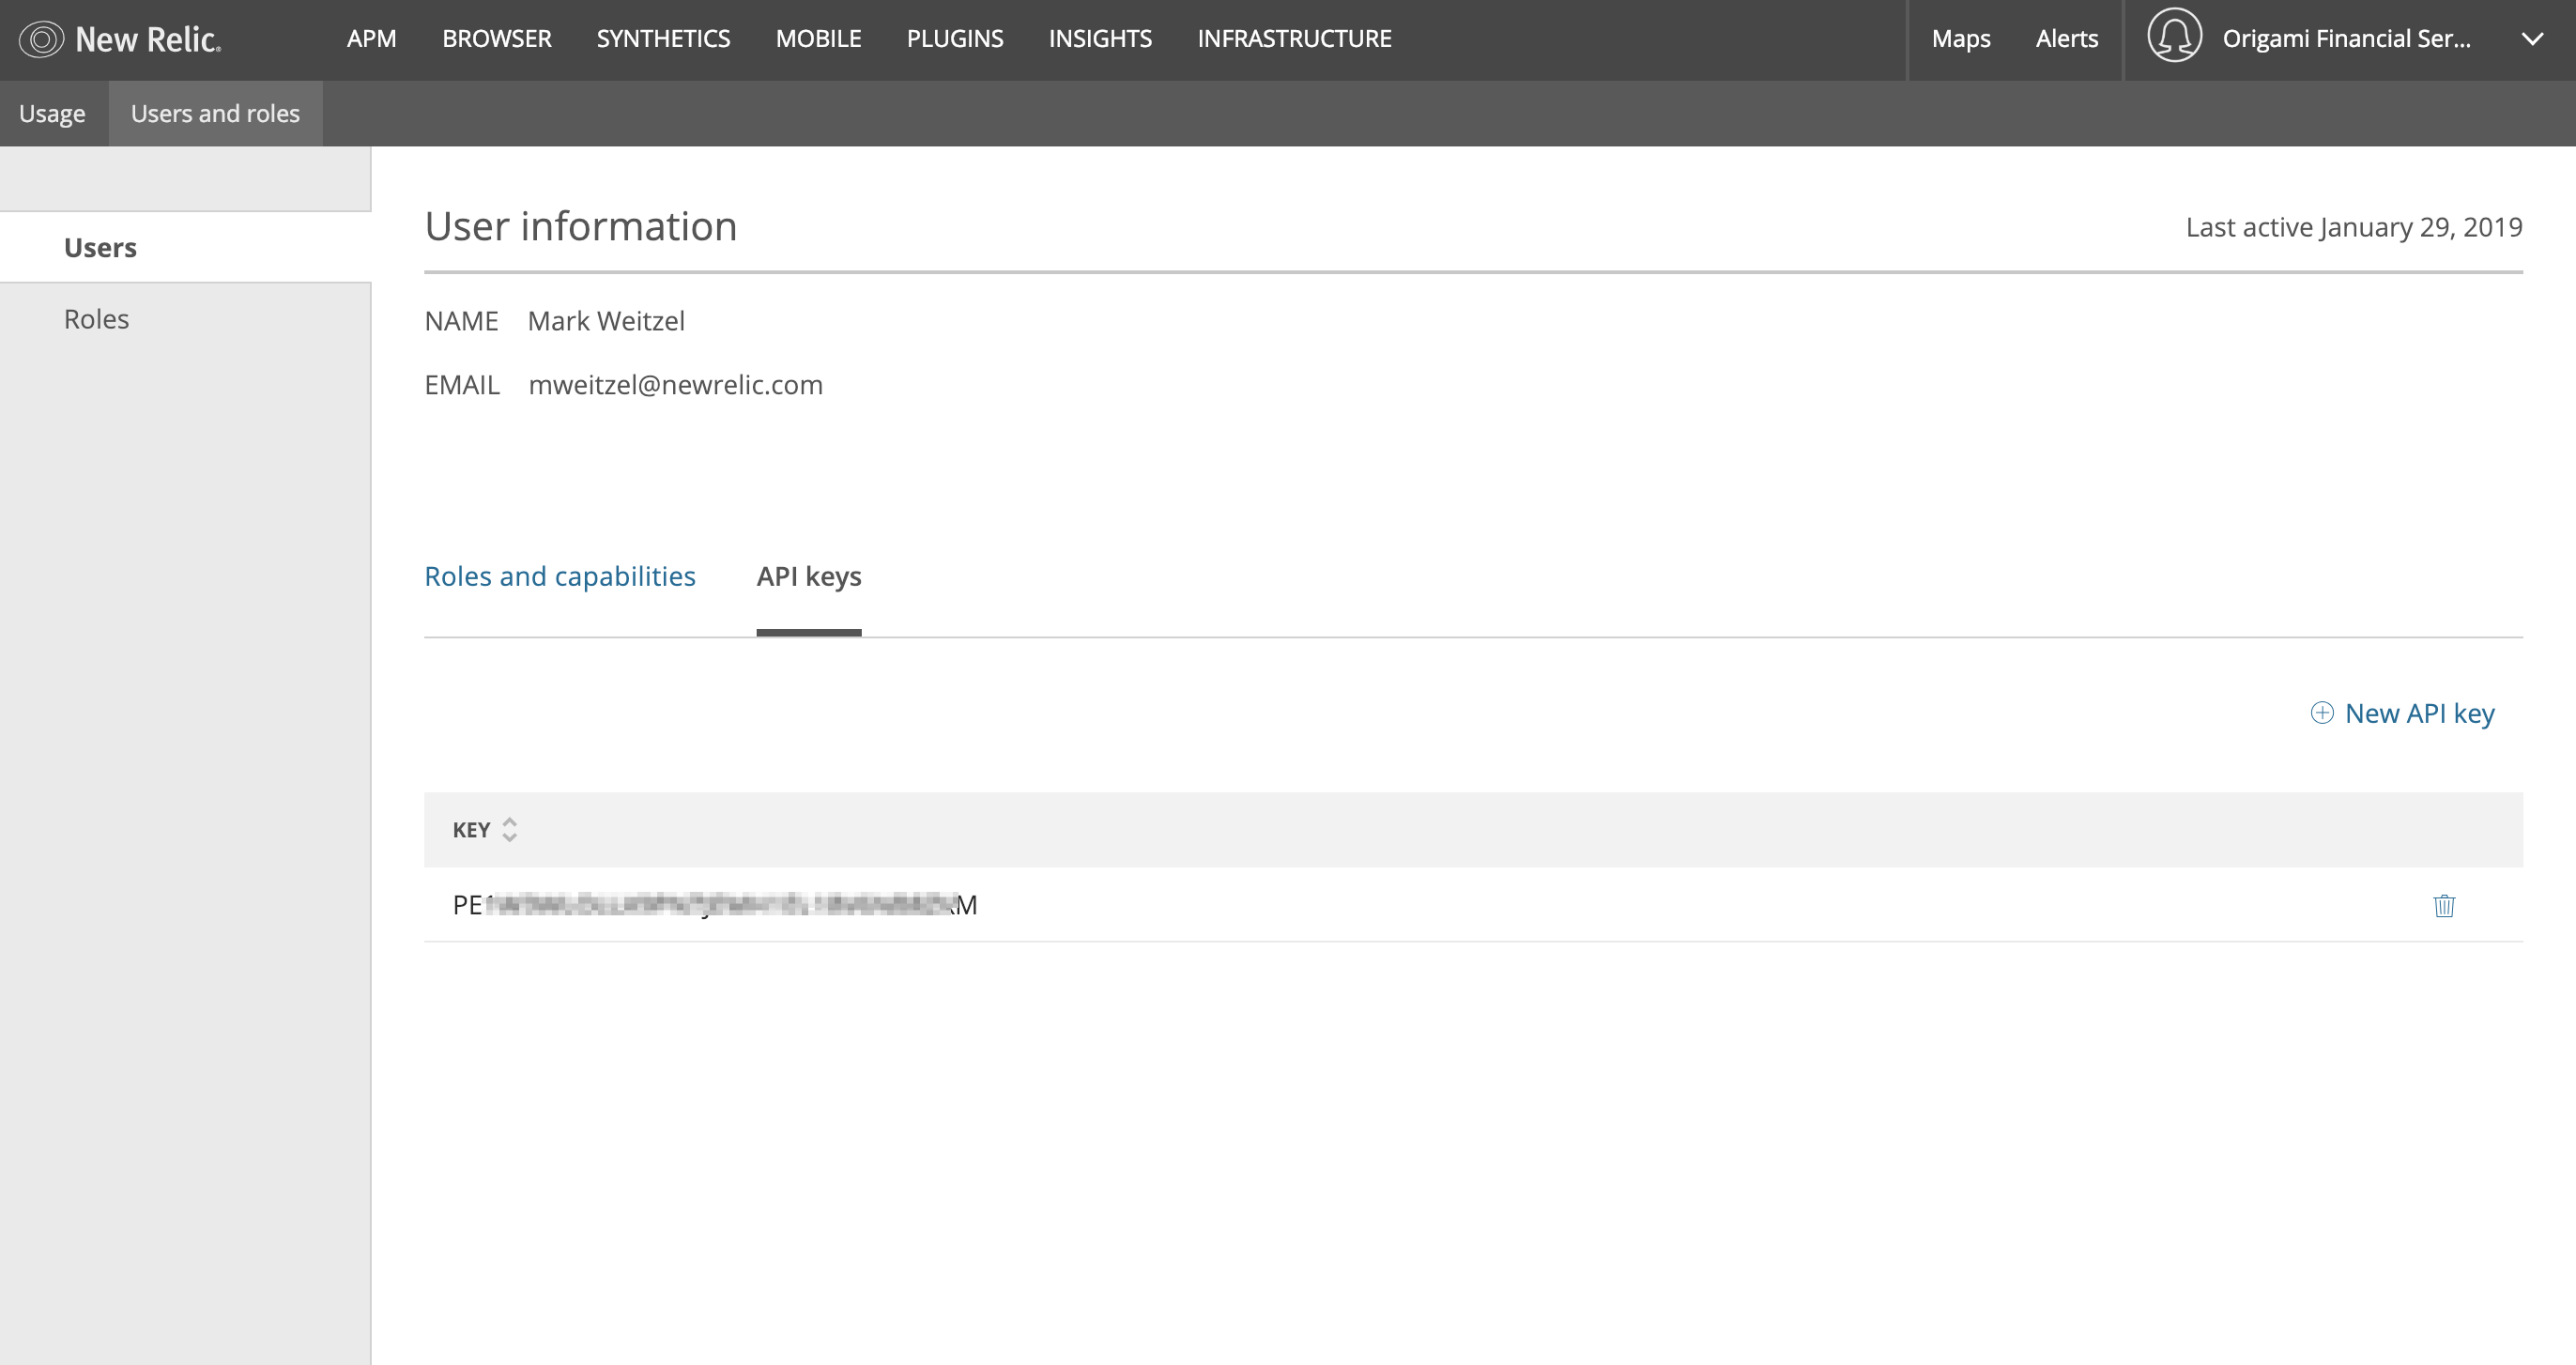 New Relic.
APM BROWSER SYNTHETICS MOBILE PLUGINS INSIGHTS INFRASTRUCTURE Maps Alerts Origami Financial Ser...
Usage Users and roles
Users
Roles
User information Last active January 29, 2019
NAME Mark Weitzel
EMAIL mweitzel@newrelic.com
Roles and capabilities API keys
New API key
KEY